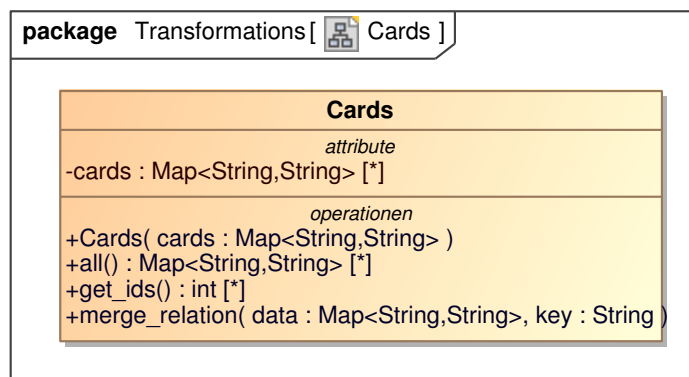 package Transformations [ Cards ]
Cards
attribute
-cards : Map<String,String> [*]
operationen
+Cards( cards : Map<String,String> )
+all() : Map<String,String> [*]
+get_ids() : int [*]
+merge_relation( data : Map<String,String>, key : String )